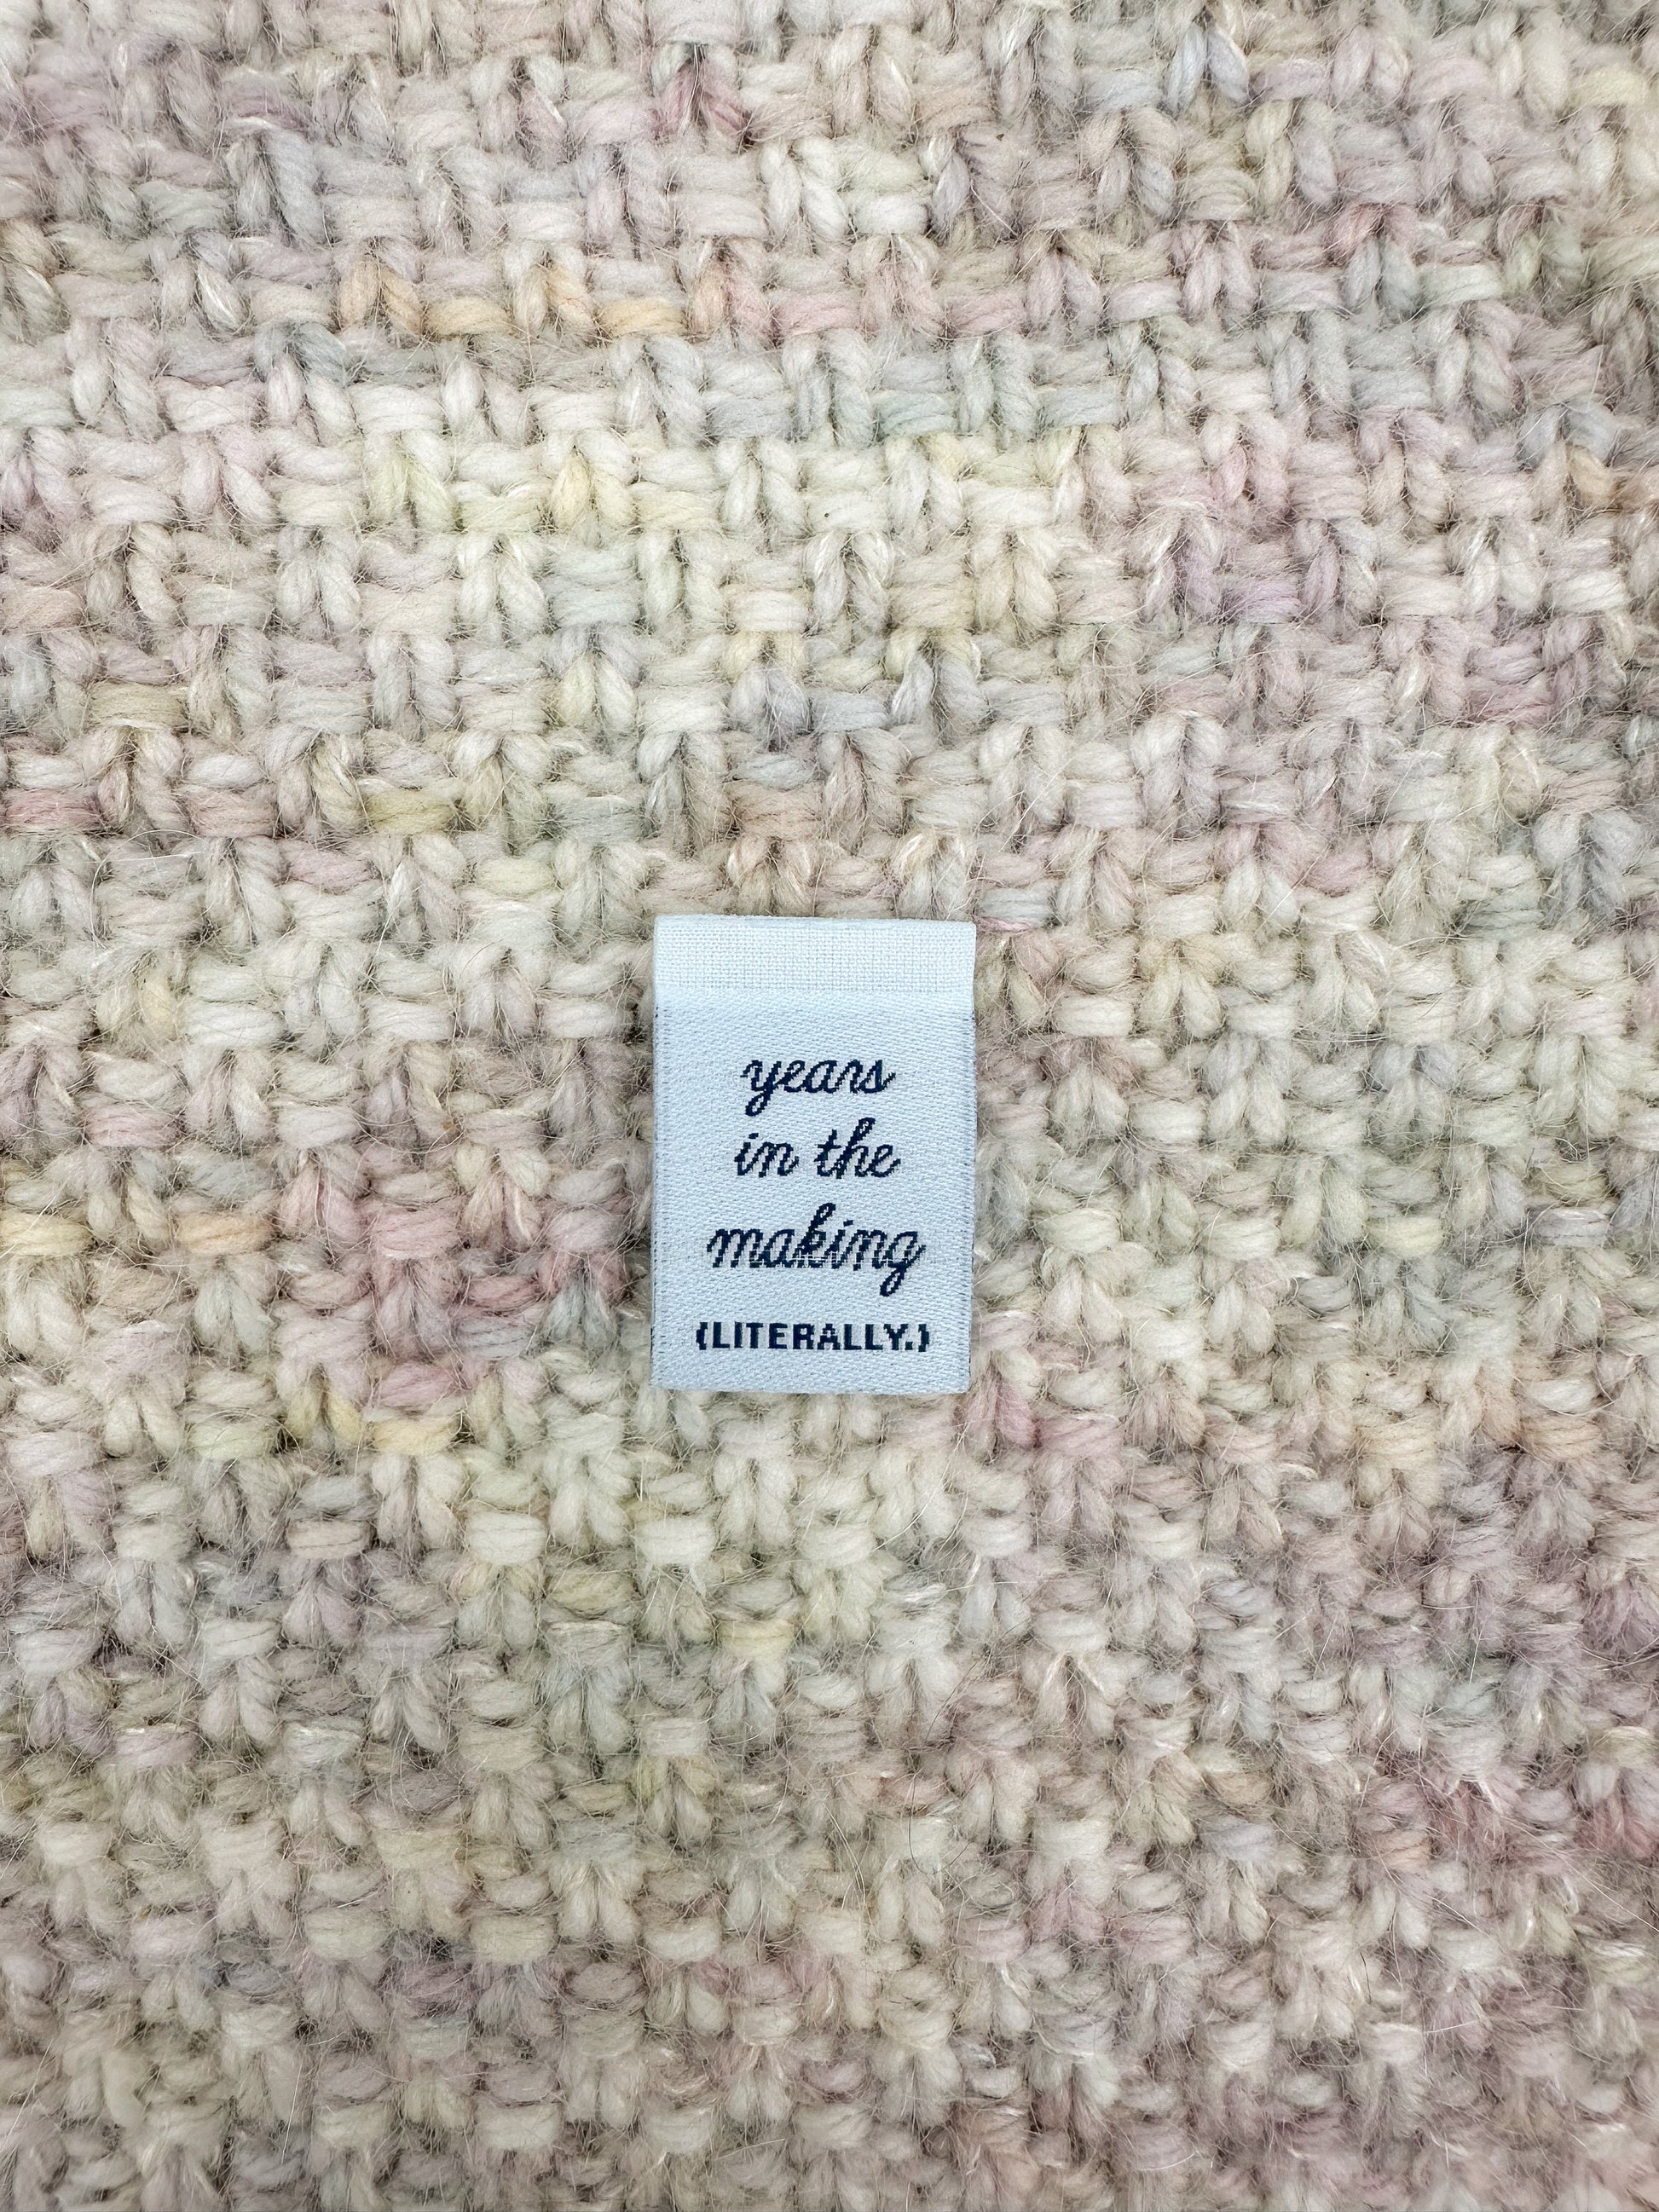 years
in the
making
(LITERALLY.)